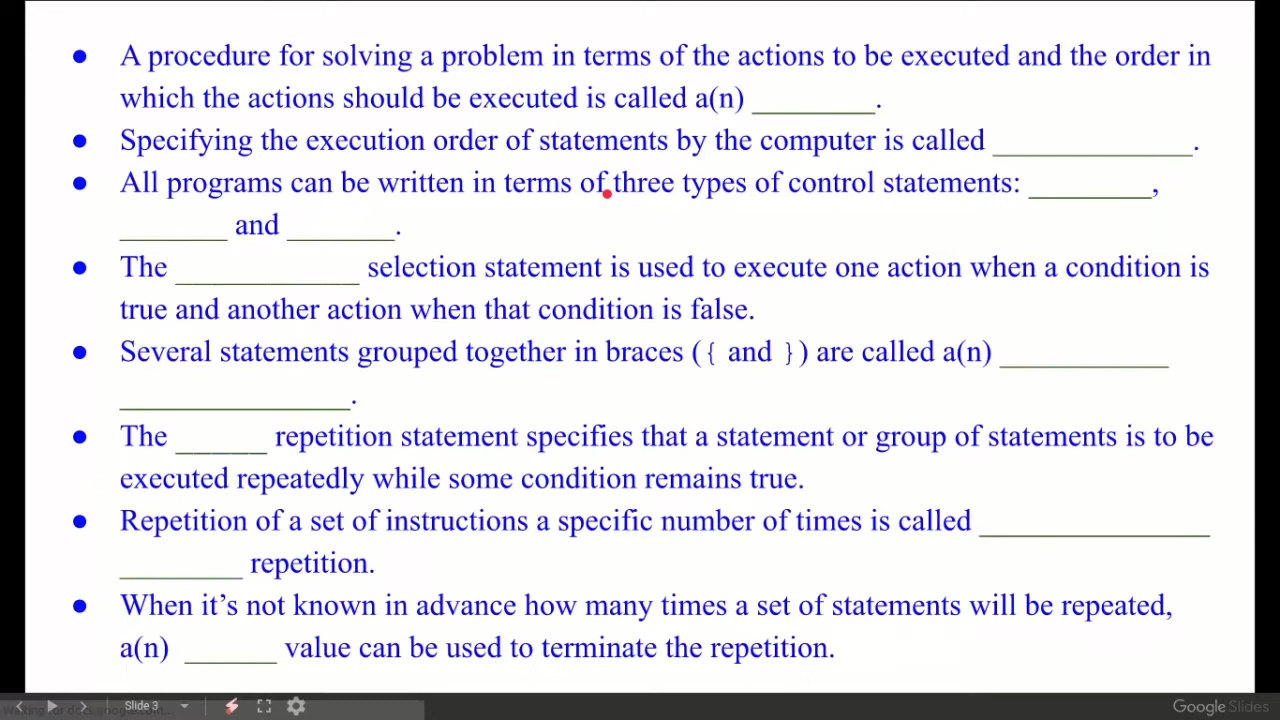 ● A procedure for solving a problem in terms of the actions to be executed and the order in
which the actions should be executed is called a(n) ________.
● Specifying the execution order of statements by the computer is called _____________.
● All programs can be written in terms of three types of control statements: ________,
_______ and _______.
● The ____________ selection statement is used to execute one action when a condition is
true and another action when that condition is false.
● Several statements grouped together in braces ({ and }) are called a(n) ___________
_______________.
● The ______ repetition statement specifies that a statement or group of statements is to be
executed repeatedly while some condition remains true.
● Repetition of a set of instructions a specific number of times is called _______________
________ repetition.
● When it’s not known in advance how many times a set of statements will be repeated,
a(n) ______ value can be used to terminate the repetition.
Slide 3
Google Slides